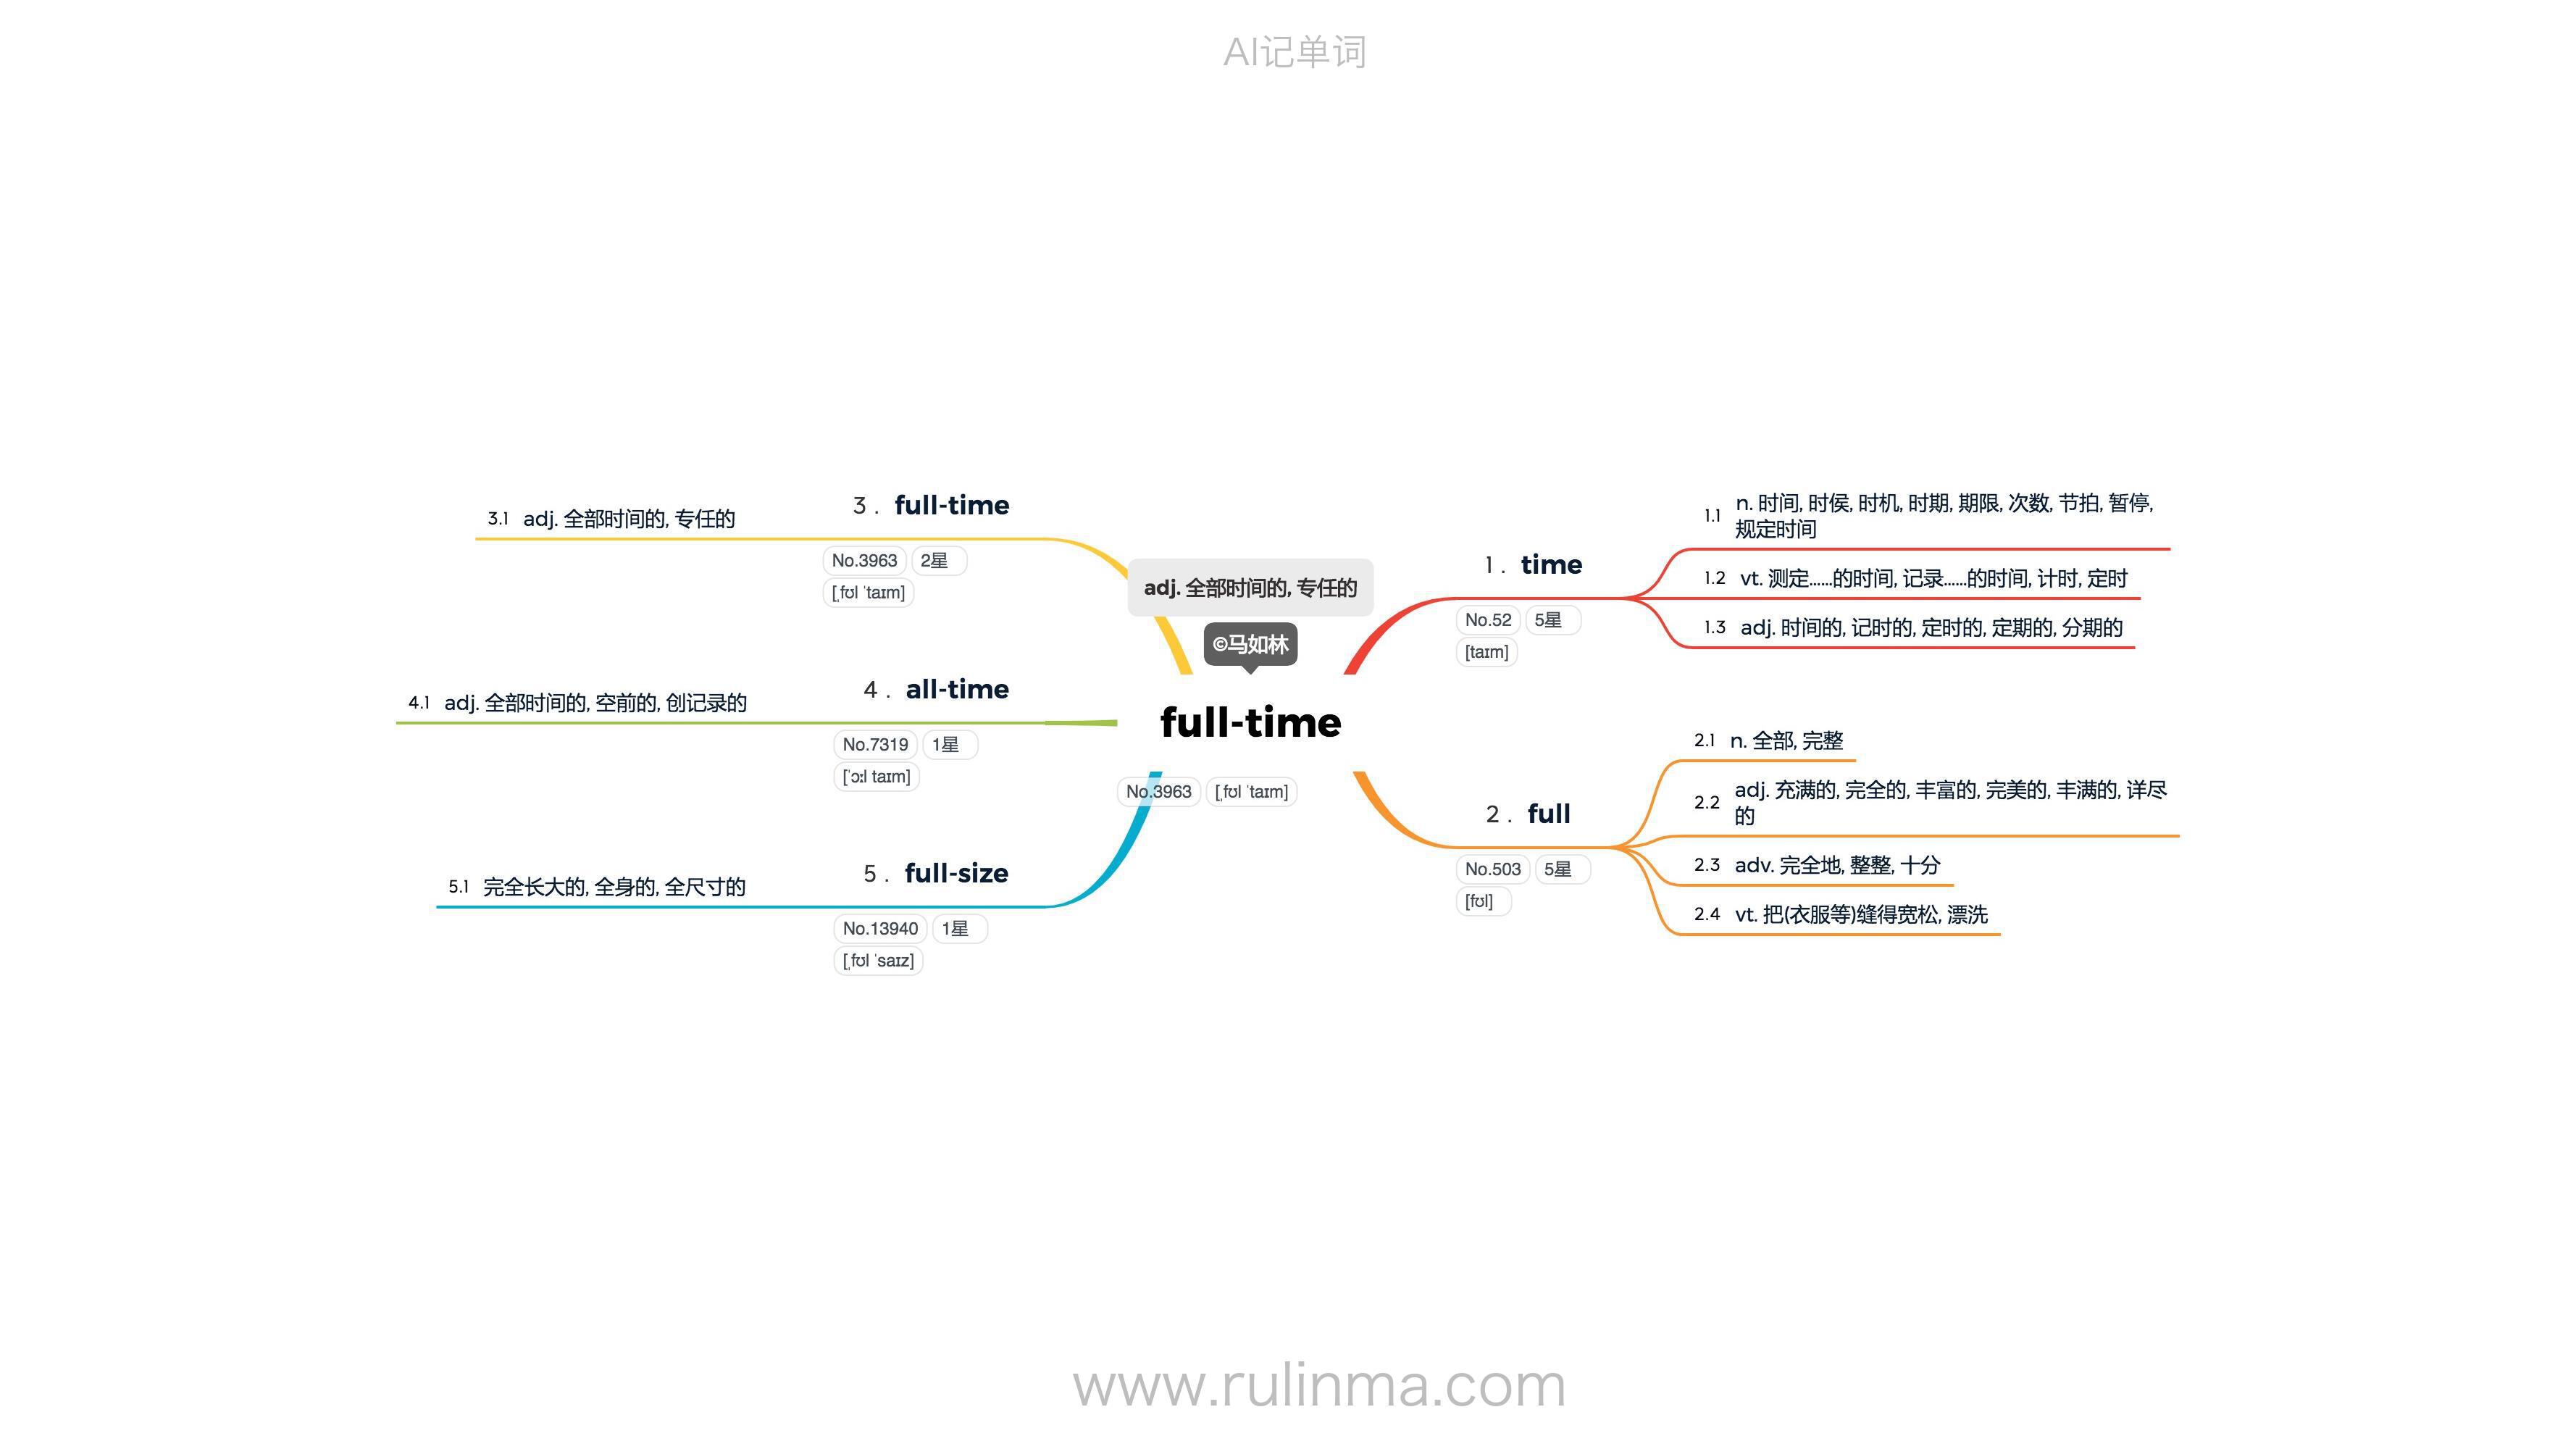 AI记单词
adj. 全部时间的, 专任的
©马如林
full-time
No.3963 [ˌfʊl ˈtaɪm]
1 . time
No.52 5星
[taɪm]
1.1 n. 时间, 时侯, 时机, 时期, 期限, 次数, 节拍, 暂停,
规定时间
1.2 vt. 测定......的时间, 记录......的时间, 计时, 定时
1.3 adj. 时间的, 记时的, 定时的, 定期的, 分期的
2 . full
No.503 5星
[fʊl]
2.1 n. 全部, 完整
2.2 adj. 充满的, 完全的, 丰富的, 完美的, 丰满的, 详尽
的
2.3 adv. 完全地, 整整, 十分
2.4 vt. 把(衣服等)缝得宽松, 漂洗
3 . full-time
No.3963 2星
[ˌfʊl ˈtaɪm]
3.1 adj. 全部时间的, 专任的
4 . all-time
No.7319 1星
[ˈɔːl taɪm]
4.1 adj. 全部时间的, 空前的, 创记录的
5 . full-size
No.13940 1星
[ˌfʊl ˈsaɪz]
5.1 完全长大的, 全身的, 全尺寸的
www.rulinma.com